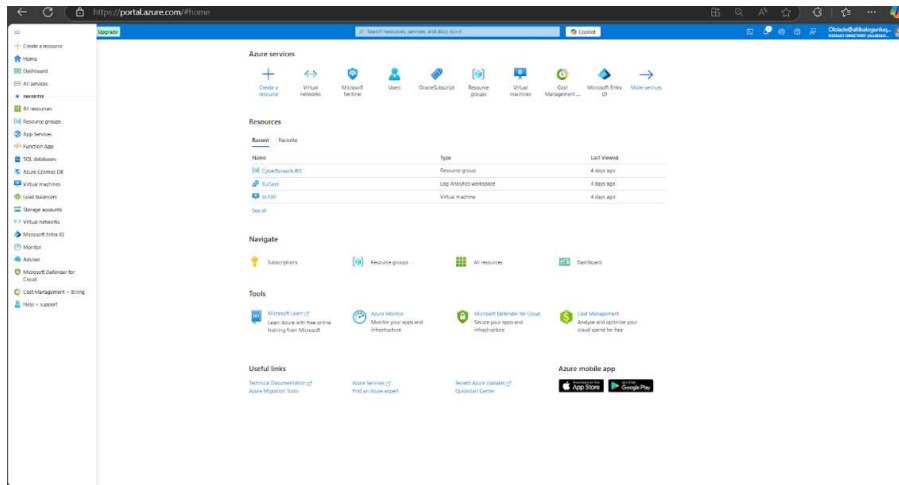 https://portal.azure.com/#home
Upgrade
Search resources, services, and docs (G+/)
Copilot
DEFAULT DIRECTORY
Create a resource
Home
Dashboard
All services
FAVORITES
All resources
Resource groups
App Services
Function App
SQL databases
Azure Cosmos DB
Virtual machines
Load balancers
Storage accounts
Virtual networks
Microsoft Entra ID
Monitor
Advisor
Microsoft Defender for
Cloud
Cost Management + Billing
Help + support
Azure services
Create a
resource
Virtual
networks
Microsoft
Sentinel
Users
OracleSubscript
Resource
groups
Virtual
machines
Cost
Management ...
Microsoft Entra
ID
More services
Resources
Recent
Favorite
Name
Type
Last Viewed
Resource group
4 days ago
Log Analytics workspace
4 days ago
Virtual machine
4 days ago
See all
Navigate
Subscriptions
Resource groups
All resources
Dashboard
Tools
Microsoft Learn
Learn Azure with free online
training from Microsoft
Azure Monitor
Monitor your apps and
infrastructure
Microsoft Defender for Cloud
Secure your apps and
infrastructure
Cost Management
Analyze and optimize your
cloud spend for free
Useful links
Technical Documentation
Azure Migration Tools
Azure Services
Find an Azure expert
Recent Azure Updates
Quickstart Center
Azure mobile app
App Store
Google Play